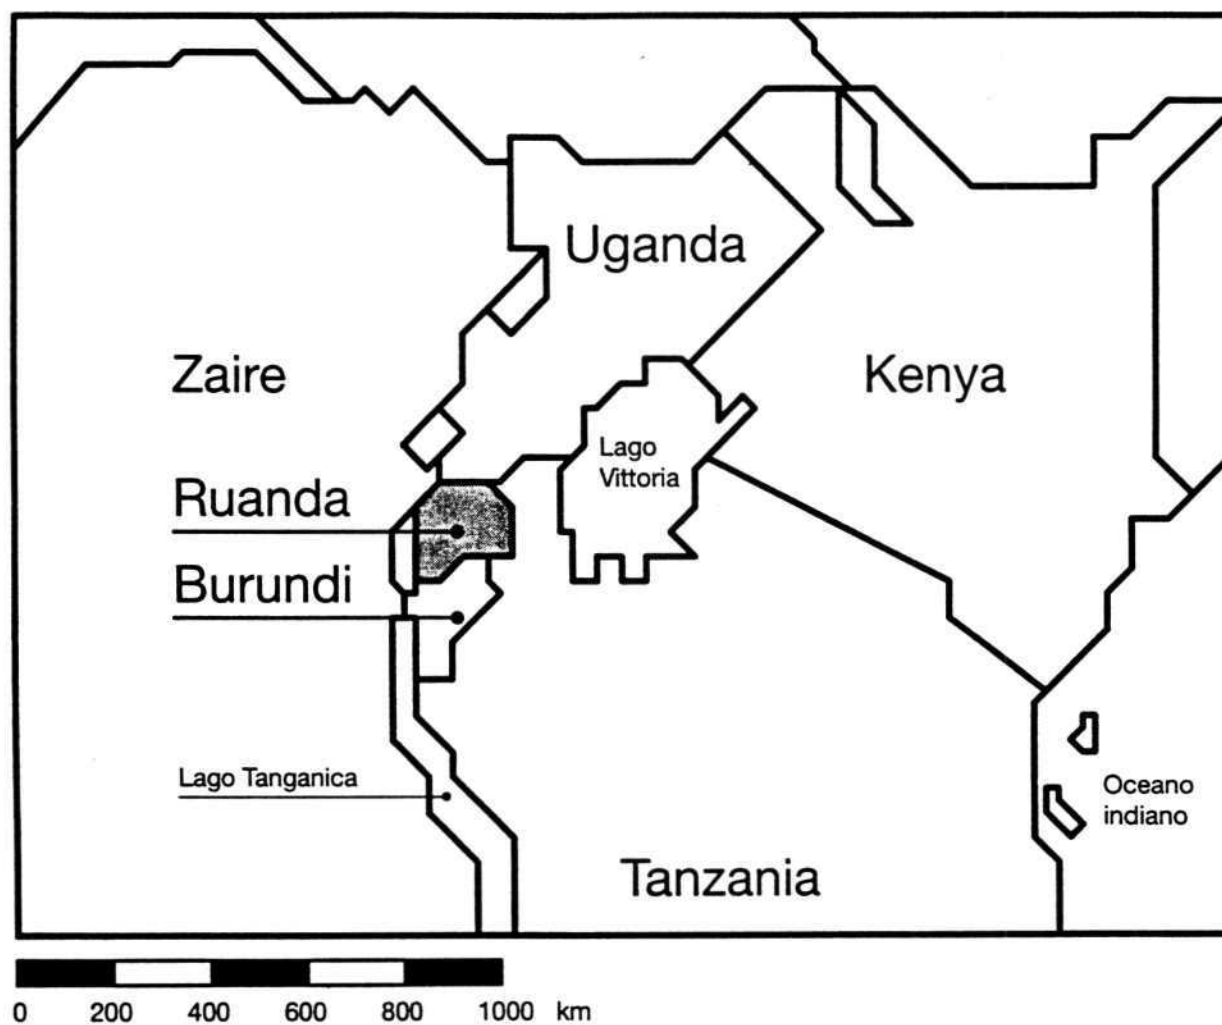 Uganda
Zaire
Kenya
Lago
Vittoria
Ruanda
Burundi
Lago Tanganica
Oceano
indiano
Tanzania
0 200 400 600 800 1000 km